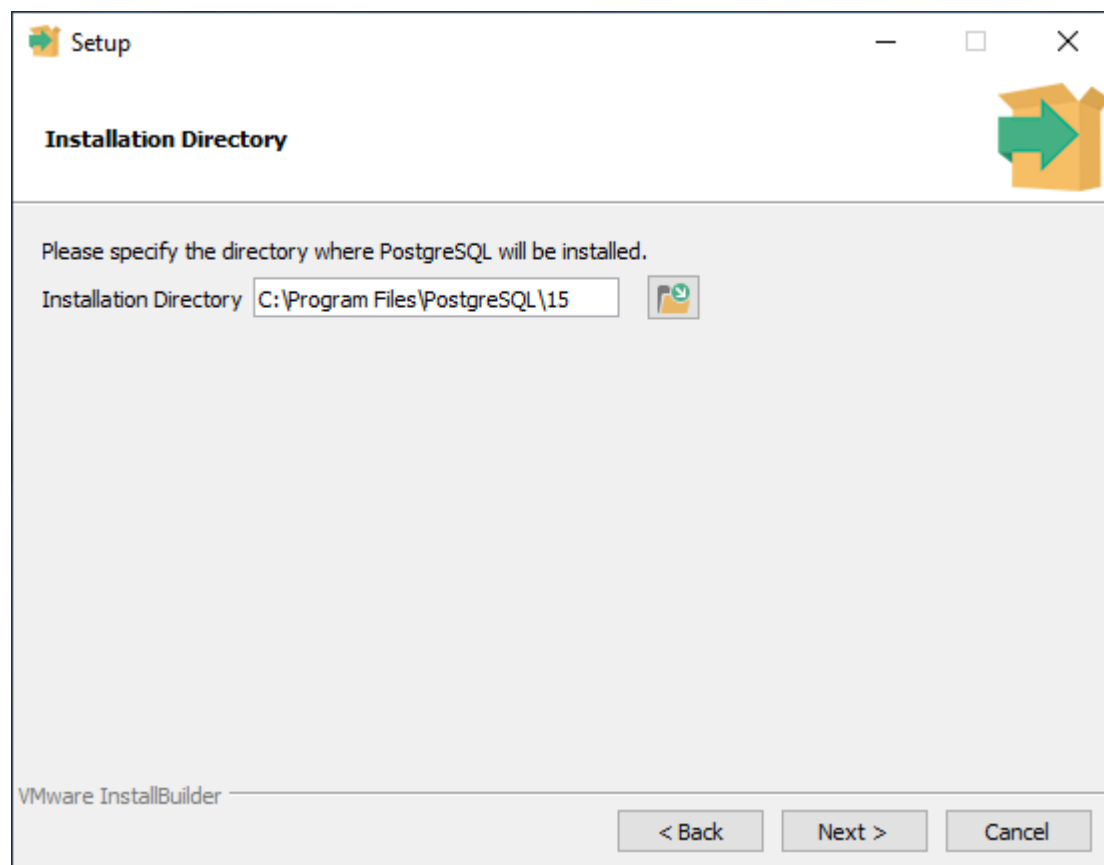 Setup
Installation Directory
Please specify the directory where PostgreSQL will be installed.
Installation Directory C:\Program Files\PostgreSQL\15
VMware InstallBuilder
< Back Next > Cancel